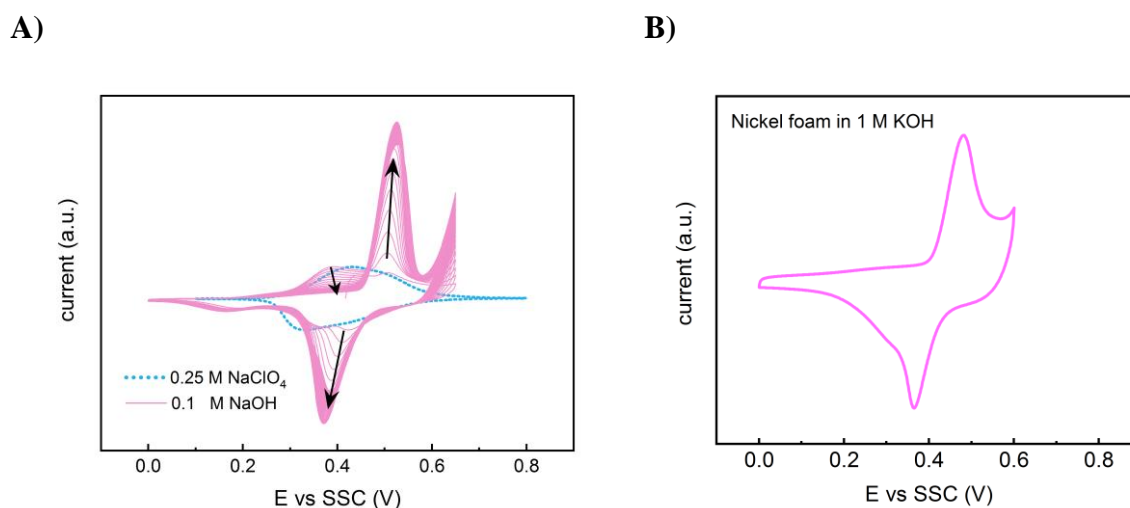 A)
B)
current (a.u.)
0.25 M NaClO₄
0.1 M NaOH
0.0 0.2 0.4 0.6 0.8
E vs SSC (V)
Nickel foam in 1 M KOH
current (a.u.)
0.0 0.2 0.4 0.6 0.8
E vs SSC (V)